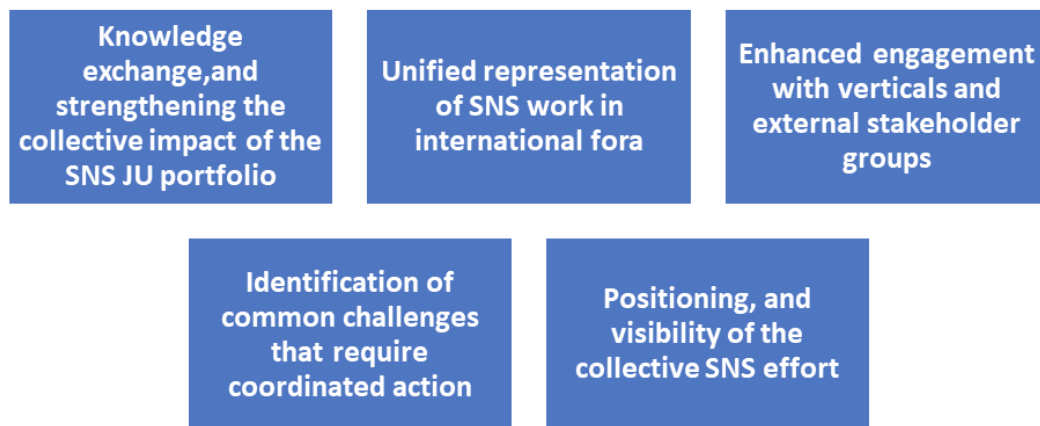 Knowledge
exchange,and
strengthening the
collective impact of the
SNS JU portfolio
Unified representation
of SNS work in
international fora
Enhanced engagement
with verticals and
external stakeholder
groups
Identification of
common challenges
that require
coordinated action
Positioning, and
visibility of the
collective SNS effort